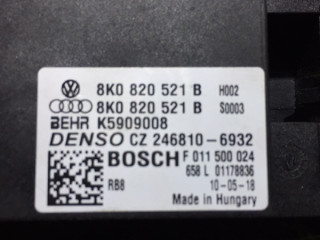 8K0 820 521 B H002
8K0 820 521 B S0003
BEHR K5909008
DENSO CZ 246810-6932
BOSCH F 011 500 024
658 L 01178836
RB8 10-05-18
Made in Hungary